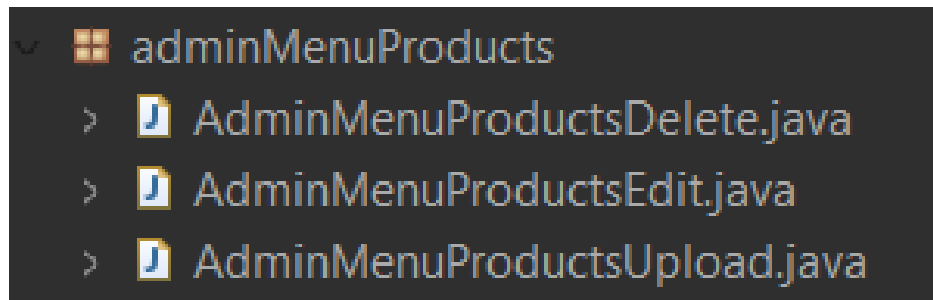 adminMenuProducts
AdminMenuProductsDelete.java
AdminMenuProductsEdit.java
AdminMenuProductsUpload.java